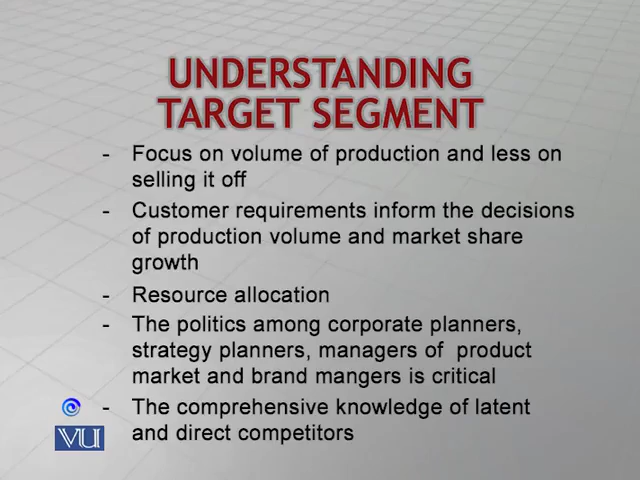 UNDERSTANDING
TARGET SEGMENT
- Focus on volume of production and less on
selling it off
- Customer requirements inform the decisions
of production volume and market share
growth
- Resource allocation
- The politics among corporate planners,
strategy planners, managers of product
market and brand mangers is critical
- The comprehensive knowledge of latent
and direct competitors
VU